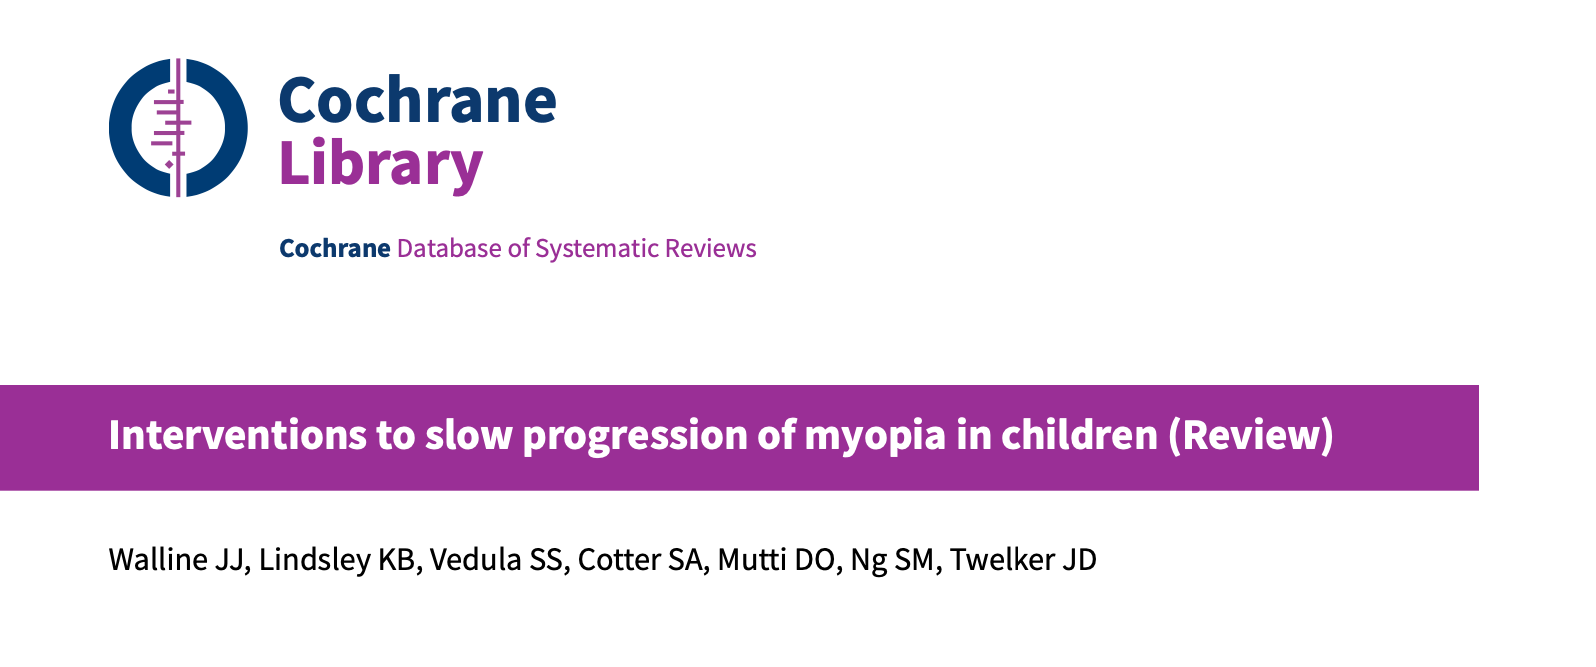 Cochrane
Library
Cochrane Database of Systematic Reviews
Interventions to slow progression of myopia in children (Review)
Walline JJ, Lindsley KB, Vedula SS, Cotter SA, Mutti DO, Ng SM, Twelker JD